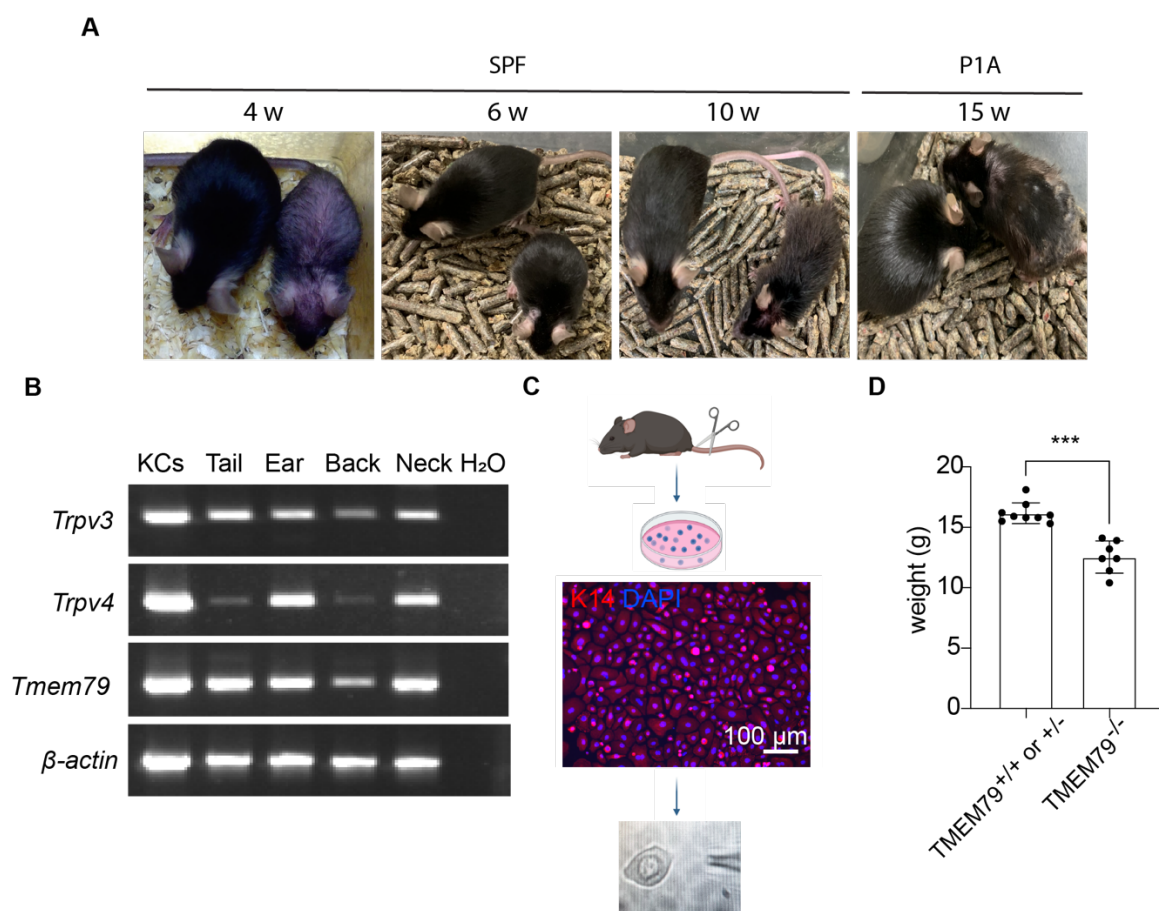 A
SPF P1A
4 w 6 w 10 w 15 w
B
KCs Tail Ear Back Neck H₂O
Trpv3
Trpv4
Tmem79
β-actin
C
K14 DAPI
100 µm
D
***
weight (g)
20
15
10
5
0
TMEM79+/+ or +/-
TMEM79-/-